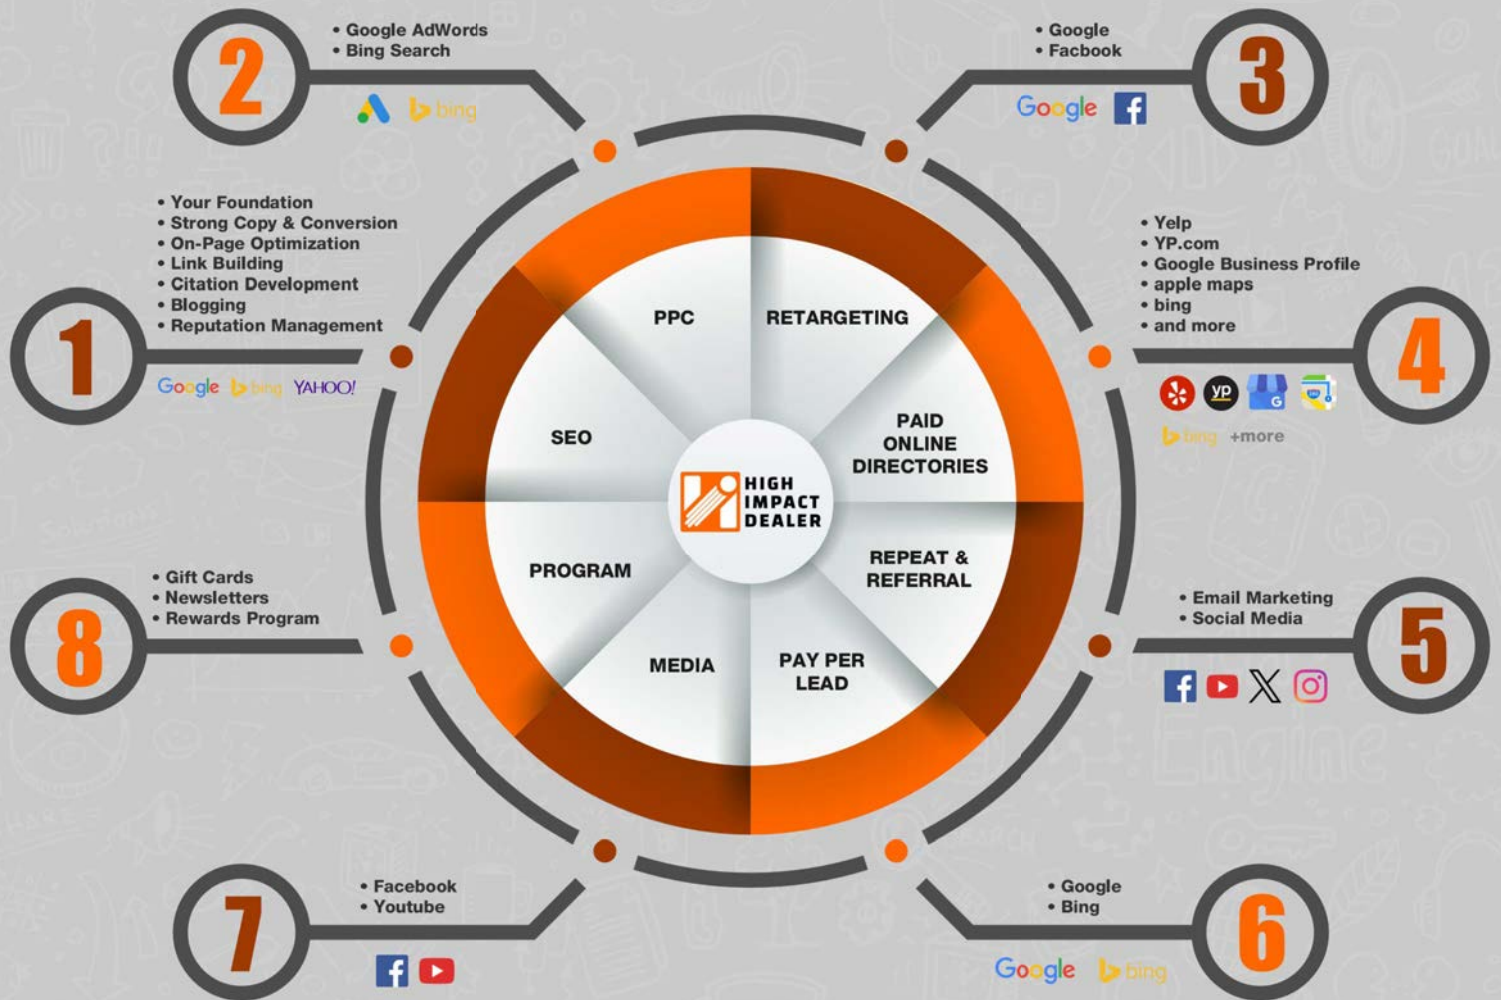 2
• Google AdWords
• Bing Search
bing
3
• Google
• Facbook
Google
1
• Your Foundation
• Strong Copy & Conversion
• On-Page Optimization
• Link Building
• Citation Development
• Blogging
• Reputation Management
Google bing YAHOO!
4
• Yelp
• YP.com
• Google Business Profile
• apple maps
• bing
• and more
YP
G
bing +more
PPC
RETARGETING
SEO
PAID
ONLINE
DIRECTORIES
HIGH
IMPACT
DEALER
PROGRAM
REPEAT &
REFERRAL
MEDIA
PAY PER
LEAD
8
• Gift Cards
• Newsletters
• Rewards Program
5
• Email Marketing
• Social Media
Engine
7
• Facebook
• Youtube
6
• Google
• Bing
Google bing